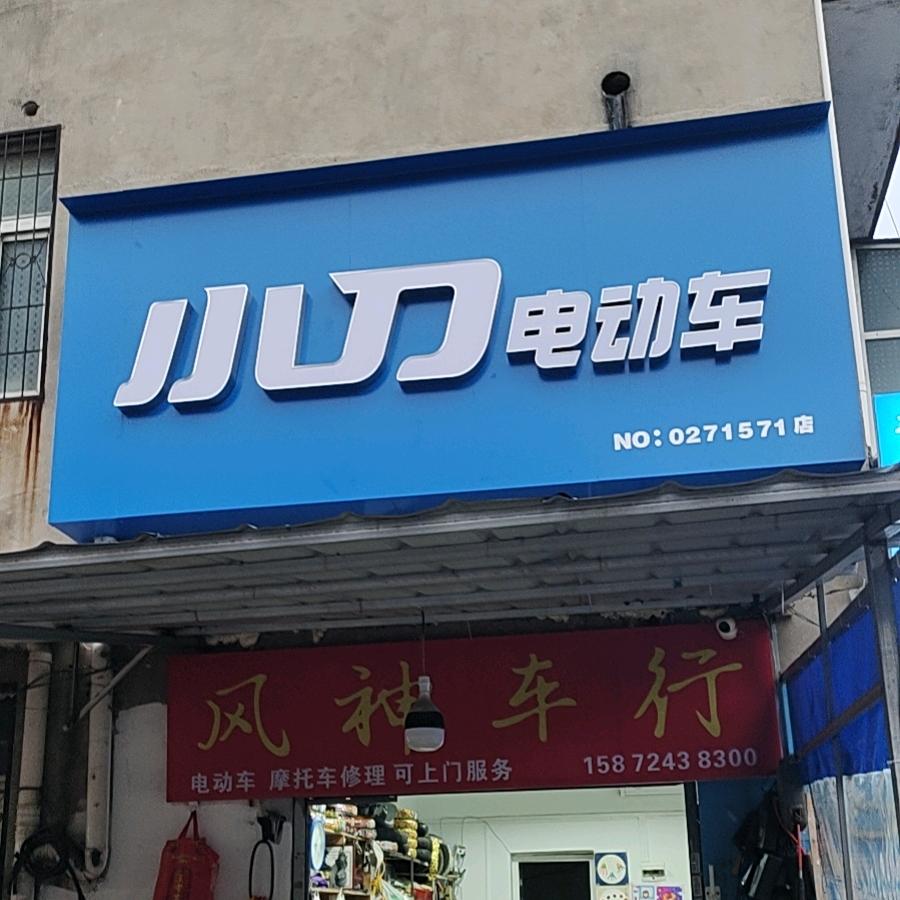 小刀电动车
NO：0271571店
风神车行
电动车 摩托车修理 可上门服务 158 7243 8300